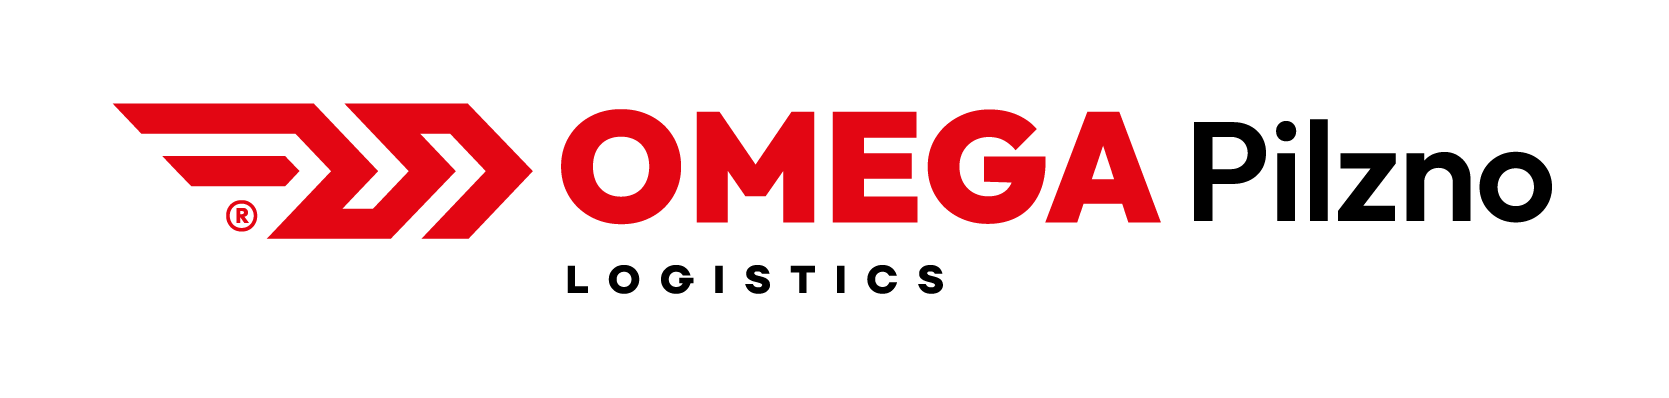 OMEGA Pilzno
®
LOGISTICS